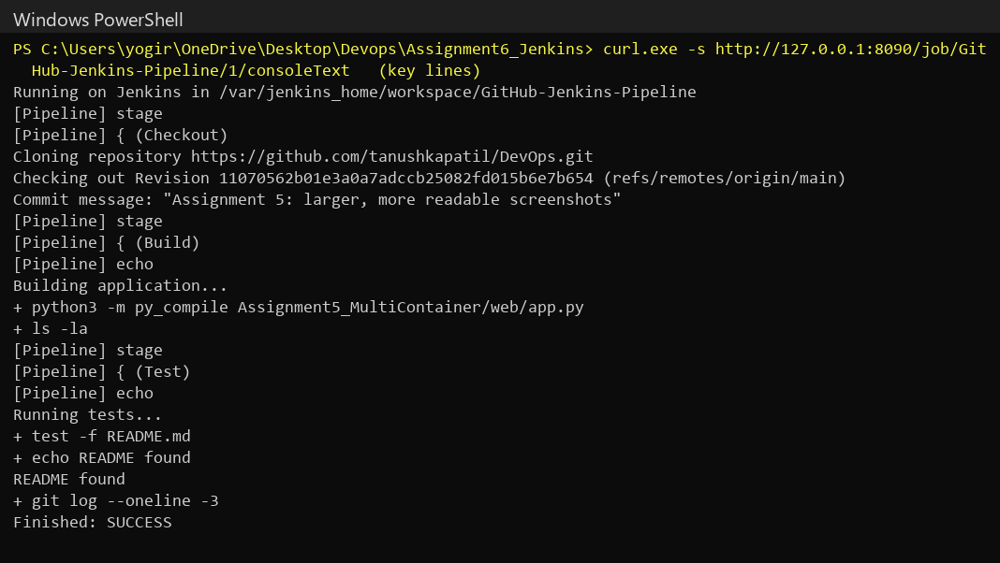 Windows PowerShell
PS C:\Users\yogir\OneDrive\Desktop\Devops\Assignment6_Jenkins> curl.exe -s http://127.0.0.1:8090/job/Git
Hub-Jenkins-Pipeline/1/consoleText   (key lines)
Running on Jenkins in /var/jenkins_home/workspace/GitHub-Jenkins-Pipeline
[Pipeline] stage
[Pipeline] { (Checkout)
Cloning repository https://github.com/tanushkapatil/DevOps.git
Checking out Revision 11070562b01e3a0a7adccb25082fd015b6e7b654 (refs/remotes/origin/main)
Commit message: "Assignment 5: larger, more readable screenshots"
[Pipeline] stage
[Pipeline] { (Build)
[Pipeline] echo
Building application...
+ python3 -m py_compile Assignment5_MultiContainer/web/app.py
+ ls -la
[Pipeline] stage
[Pipeline] { (Test)
[Pipeline] echo
Running tests...
+ test -f README.md
+ echo README found
README found
+ git log --oneline -3
Finished: SUCCESS